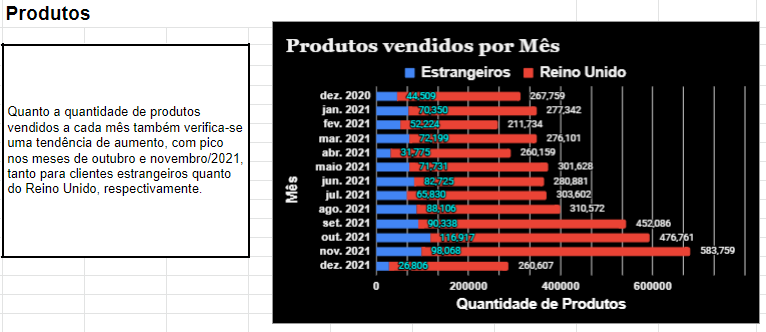 Produtos
Quanto a quantidade de produtos
vendidos a cada mês também verifica-se
uma tendência de aumento, com pico
nos meses de outubro e novembro/2021,
tanto para clientes estrangeiros quanto
do Reino Unido, respectivamente.
Produtos vendidos por Mês
Estrangeiros Reino Unido
dez. 2020 44,509 267,759
jan. 2021 70,350 277,342
fev. 2021 52,224 211,734
mar. 2021 72,199 276,101
abr. 2021 31,775 260,159
maio 2021 71,731 301,628
jun. 2021 82,725 280,881
jul. 2021 65,830 303,602
ago. 2021 88,106 310,572
set. 2021 90,338 452,086
out. 2021 116,917 476,761
nov. 2021 98,068 583,759
dez. 2021 26,806 260,607
Mês
0 200000 400000 600000
Quantidade de Produtos